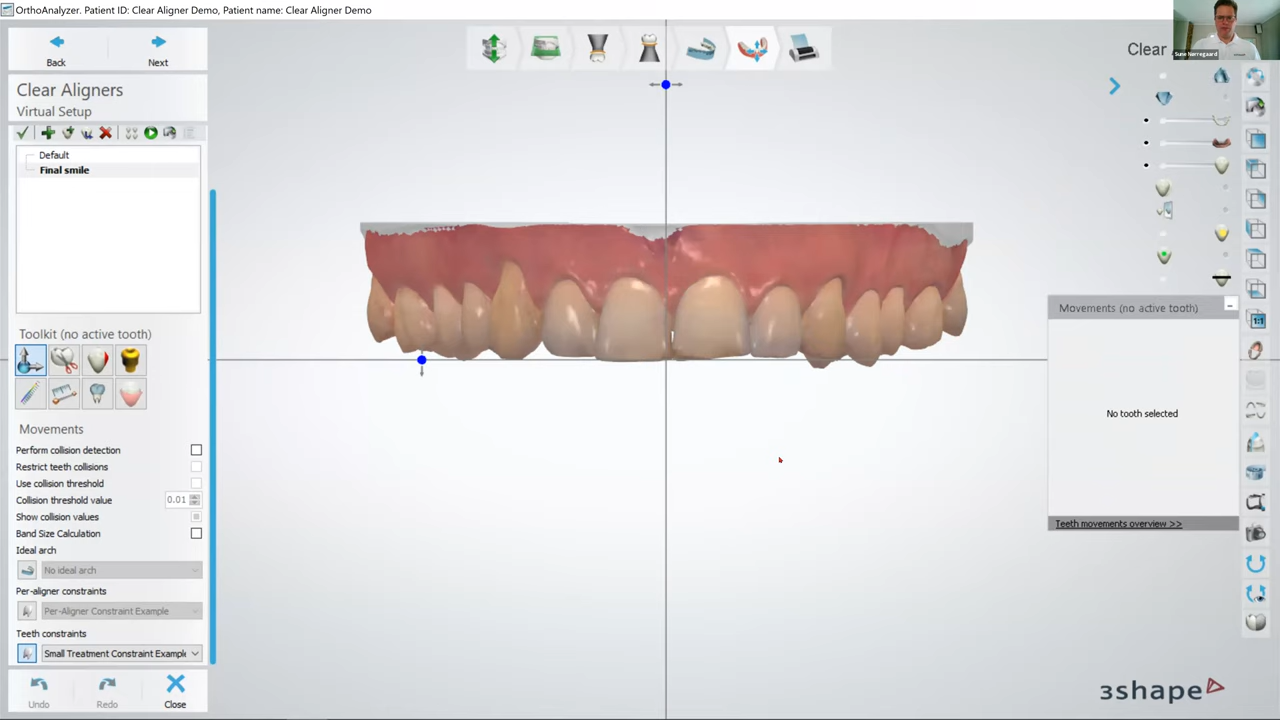 OrthoAnalyzer. Patient ID: Clear Aligner Demo, Patient name: Clear Aligner Demo
Back
Next
Clear Aligners
Virtual Setup
Default
Final smile
Toolkit (no active tooth)
Movements
Perform collision detection
Restrict teeth collisions
Use collision threshold
Collision threshold value
0.01
Show collision values
Band Size Calculation
Ideal arch
No ideal arch
Per-aligner constraints
Per-Aligner Constraint Example
Teeth constraints
Small Treatment Constraint Example
Undo
Redo
Close
Clear
Sune Nørregaard
Movements (no active tooth)
No tooth selected
Teeth movements overview >>
1:1
3shape